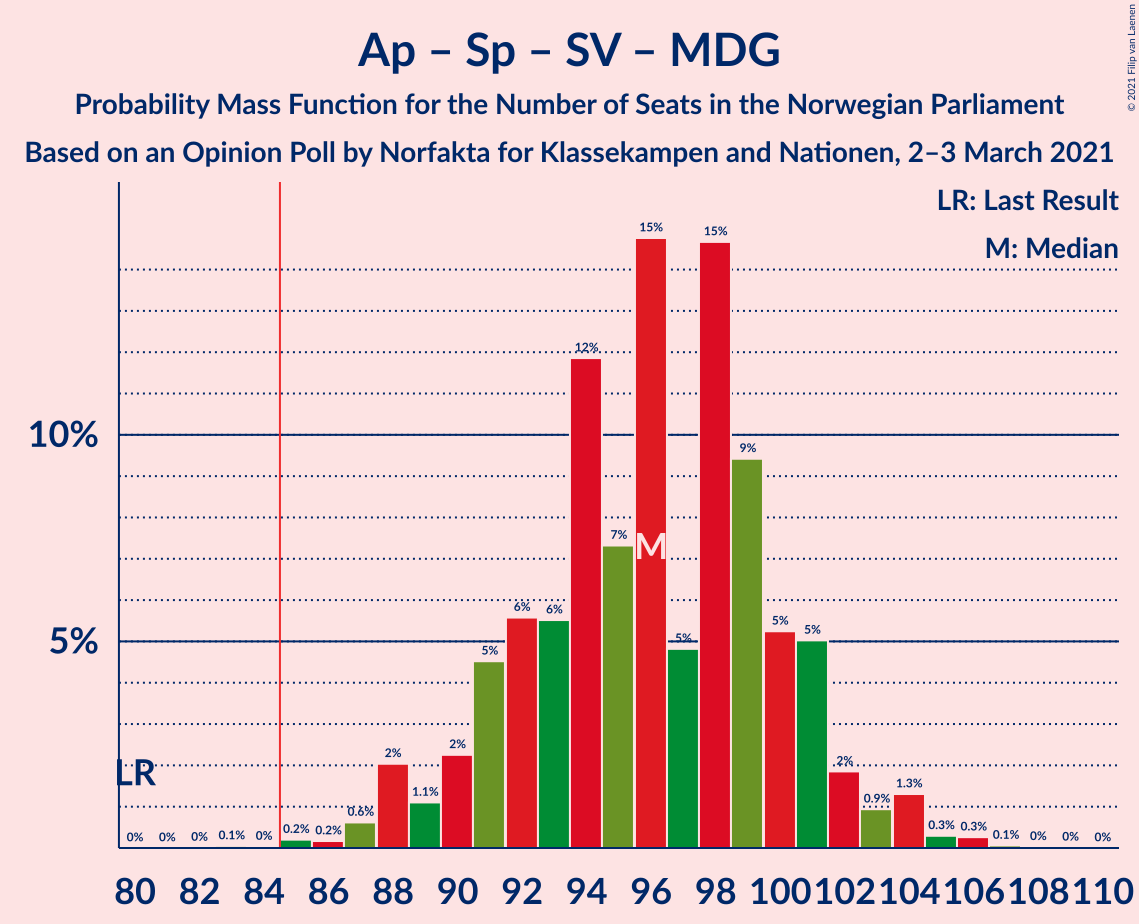 Ap – Sp – SV – MDG
Probability Mass Function for the Number of Seats in the Norwegian Parliament
Based on an Opinion Poll by Norfakta for Klassekampen and Nationen, 2–3 March 2021
© 2021 Filip van Laenen
LR: Last Result
M: Median
10%
5%
LR
M
0% 0% 0% 0.1% 0% 0.2% 0.2% 0.6% 2% 1.1% 2% 5% 6% 6% 12% 7% 15% 5% 15% 9% 5% 5% 2% 0.9% 1.3% 0.3% 0.3% 0.1% 0% 0% 0%
80 82 84 86 88 90 92 94 96 98 100 102 104 106 108 110